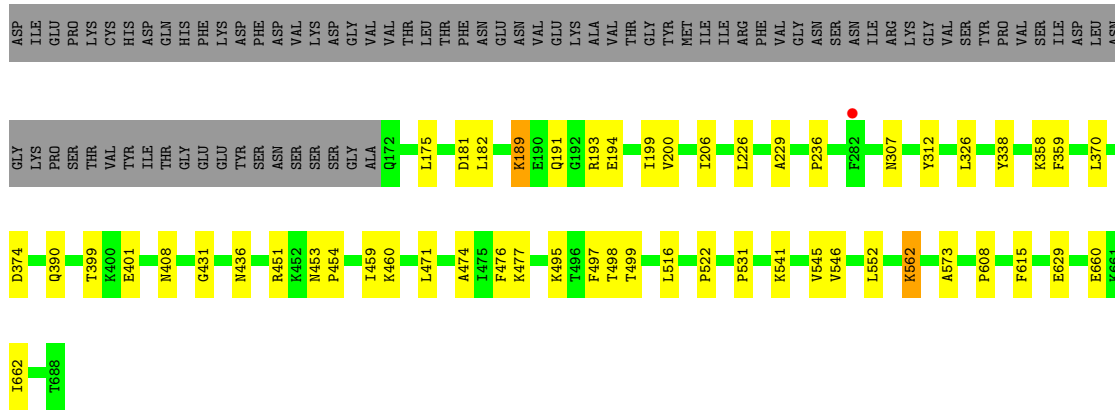 ASP ILE GLU PRO LYS CYS HIS ASP GLY HIS PHE LYS ASP PHE ASP VAL LYS ASP GLY VAL VAL THR LEU THR THR PHE ASN GLU ASN VAL GLU LYS ALA VAL THR GLY TYR MET ILE ILE ARG PHE VAL GLY ASN SER ASN ILE ARG LYS GLY VAL SER TYR PRO VAL SER ILE ASP LEU ASN
GLY LYS PRO SER THR VAL TYR ILE THR GLY GLU GLU TYR SER ASN SER SER SER GLY ALA Q172 L175 D181 L182 K189 E190 Q191 G192 R193 E194 I199 V200 I206 L226 A229 P236 F282 N307 Y312 L326 Y338 K358 F359 L370
D374 Q390 T399 K400 E401 N408 G431 N436 R451 K452 N453 P454 I459 K460 L471 A474 I475 F476 K477 K495 T496 F497 T498 T499 L516 P522 P531 K541 V545 V546 L552 K562 A573 P608 F615 E629 E660 K661
I662 T688